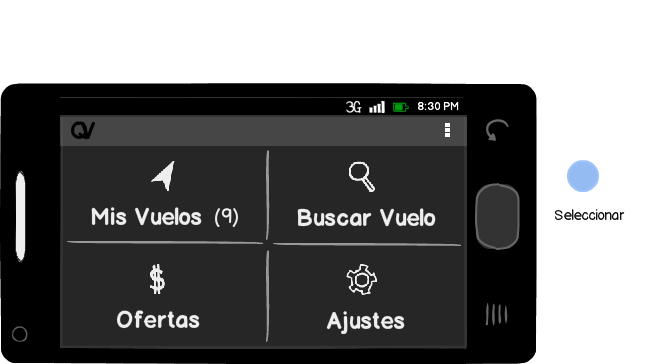 3G 8:30 PM
QV
Mis Vuelos (9)
Buscar Vuelo
Ofertas
Ajustes
Seleccionar